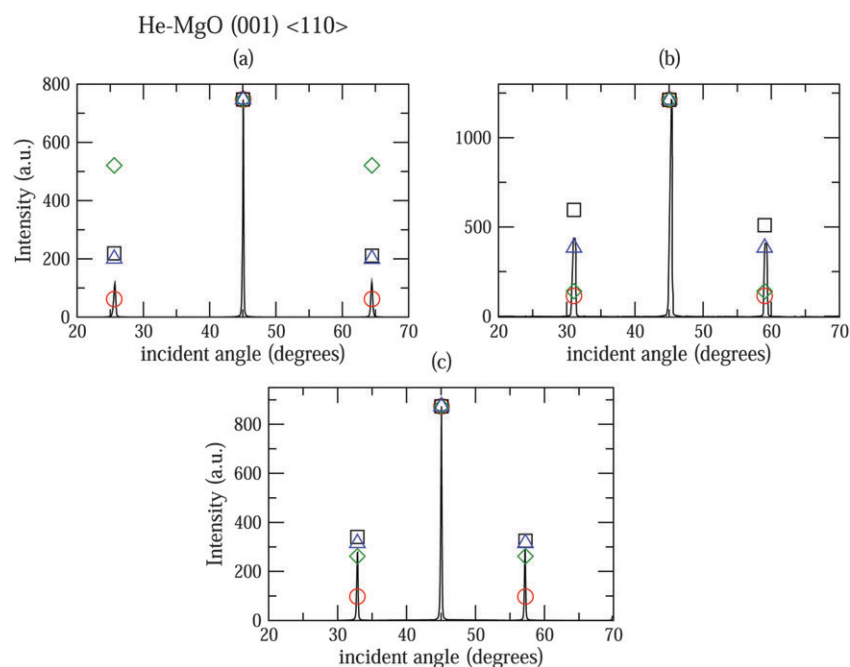 He-MgO (001) <110>
(a)
800
600
400
200
0
20 30 40 50 60 70
Intensity (a.u.)
incident angle (degrees)
(b)
1000
500
0
20 30 40 50 60 70
incident angle (degrees)
(c)
800
600
400
200
0
20 30 40 50 60 70
Intensity (a.u.)
incident angle (degrees)